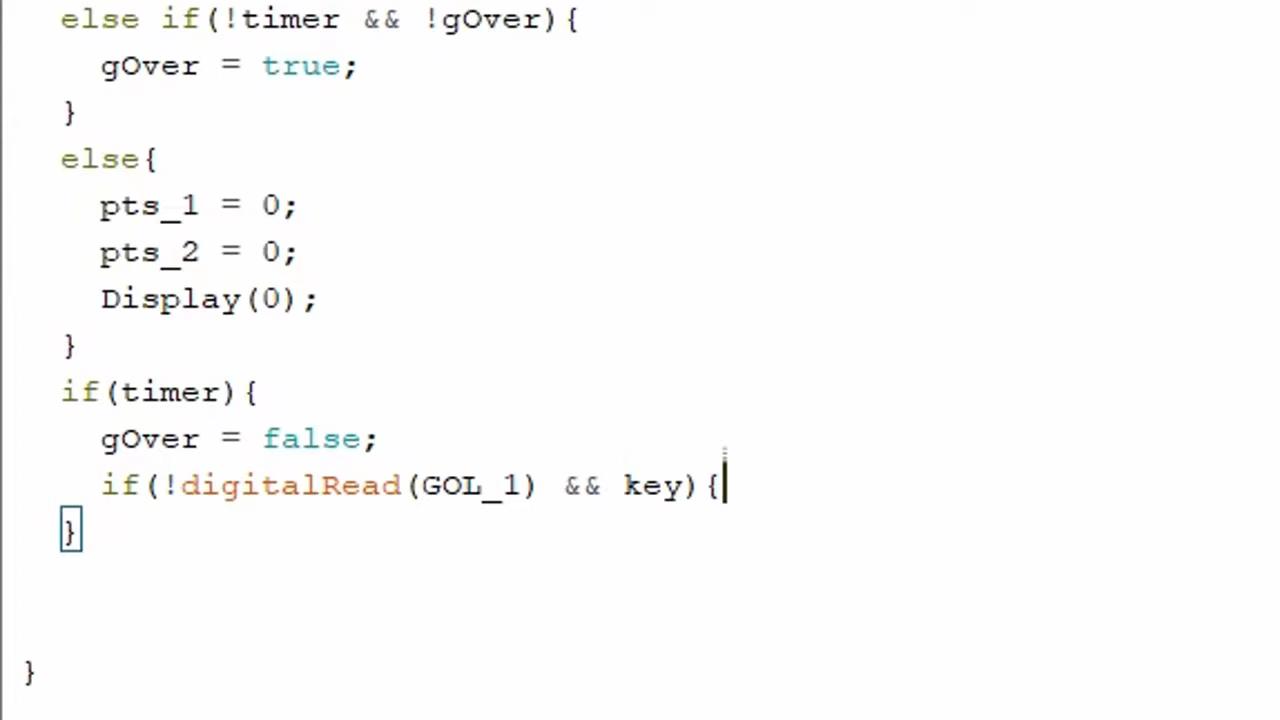 else if(!timer && !gOver){
gOver = true;
}
else{
pts_1 = 0;
pts_2 = 0;
Display(0);
}
if(timer){
gOver = false;
if(!digitalRead(GOL_1) && key){
}
}